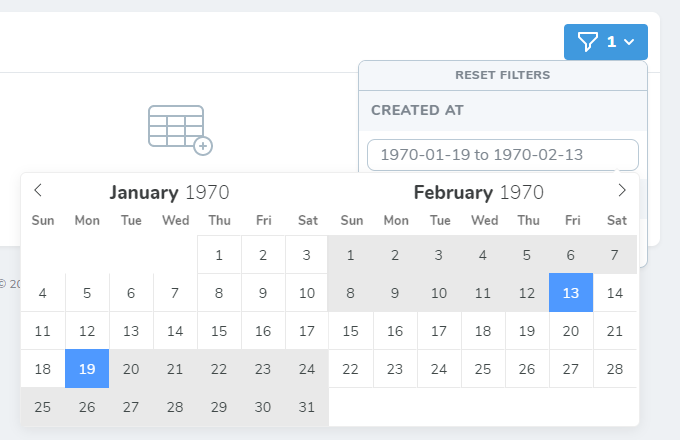 1
RESET FILTERS
CREATED AT
1970-01-19 to 1970-02-13
January 1970
February 1970
Sun Mon Tue Wed Thu Fri Sat
Sun Mon Tue Wed Thu Fri Sat
1 2 3
1 2 3 4 5 6 7
4 5 6 7 8 9 10
8 9 10 11 12 13 14
11 12 13 14 15 16 17
15 16 17 18 19 20 21
18 19 20 21 22 23 24
22 23 24 25 26 27 28
25 26 27 28 29 30 31
© 20